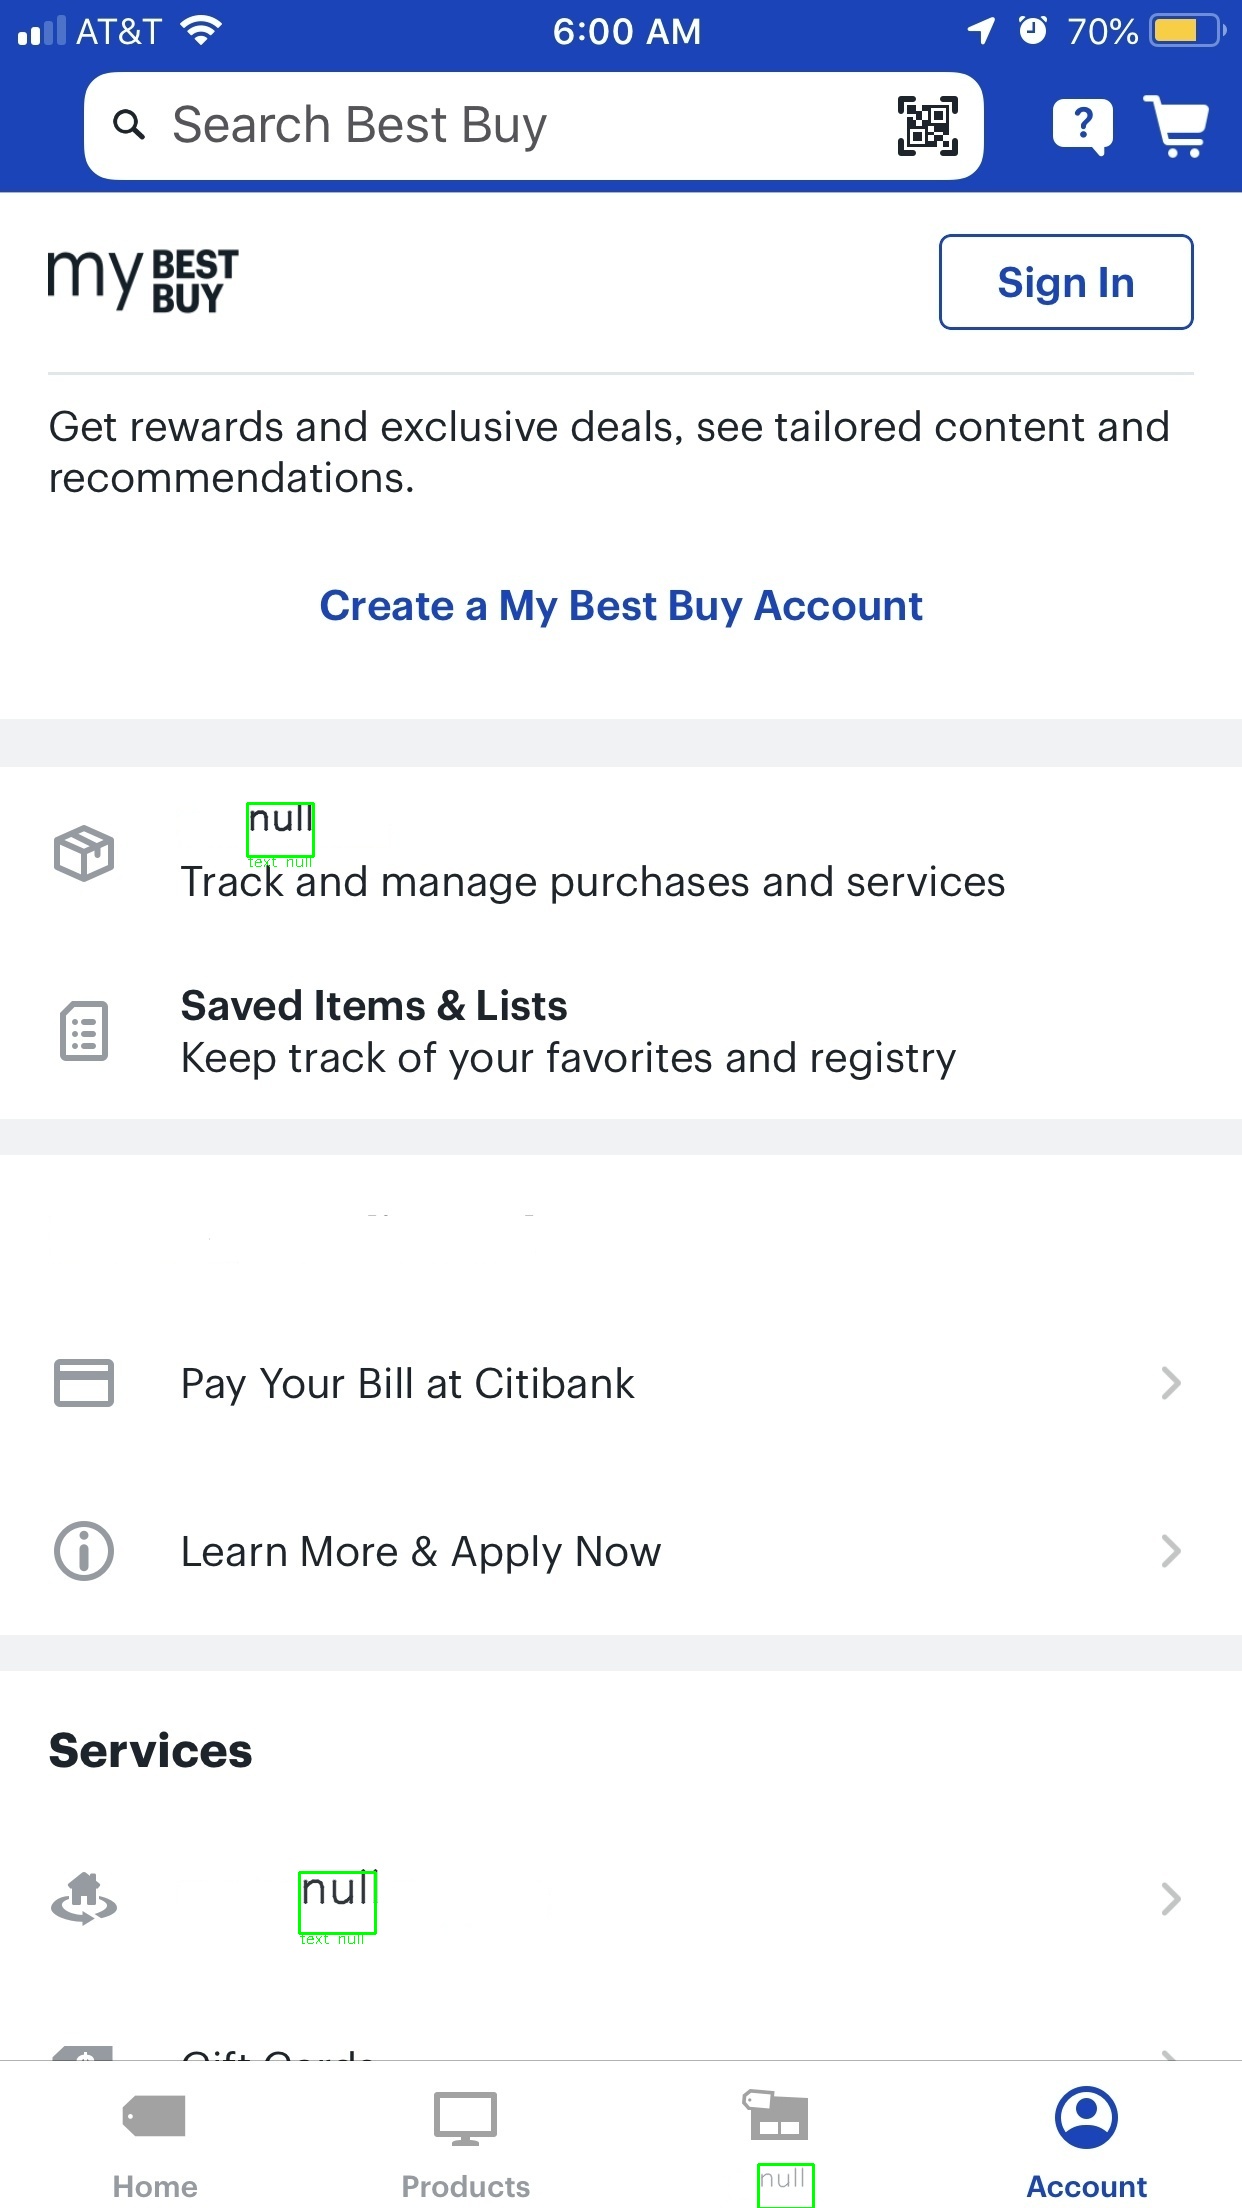 AT&T 6:00 AM 70%
Search Best Buy
my BEST BUY
Sign In
Get rewards and exclusive deals, see tailored content and
recommendations.
Create a My Best Buy Account
null
text null
Track and manage purchases and services
Saved Items & Lists
Keep track of your favorites and registry
Pay Your Bill at Citibank
Learn More & Apply Now
Services
null
text null
Gift Cards
null
Home Products Account